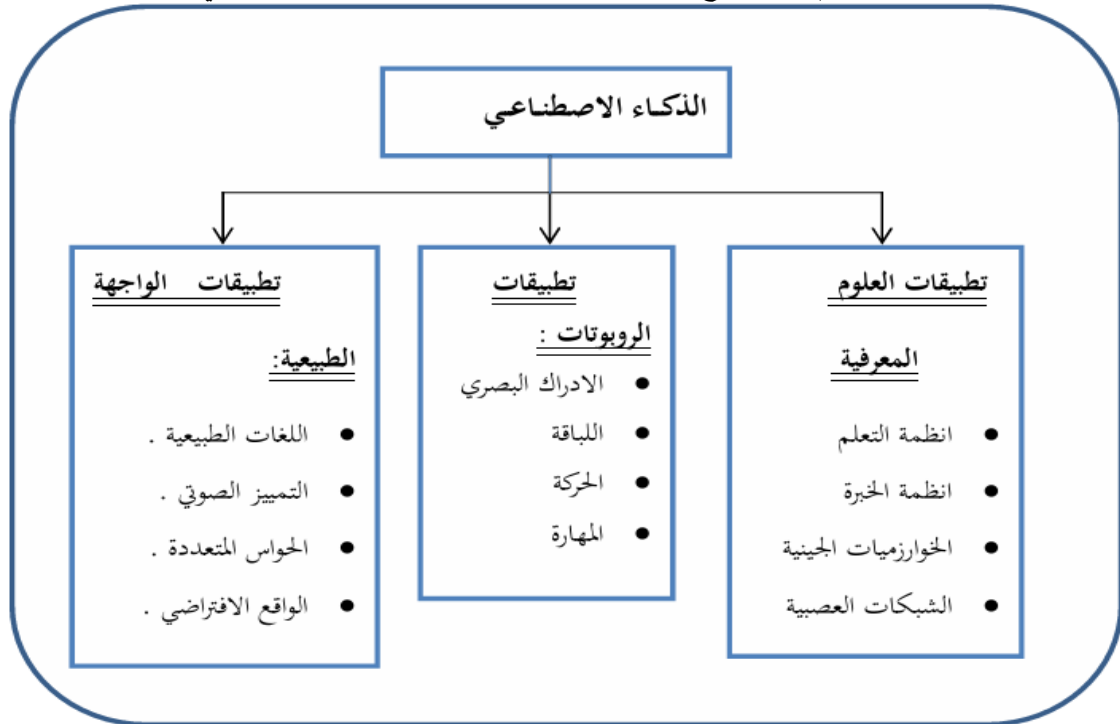 الذكاء الاصطناعي
تطبيقات العلوم
المعرفية
● انظمة التعلم
● انظمة الخبرة
● الخوارزميات الجينية
● الشبكات العصبية
تطبيقات
الروبوتات :
● الادراك البصري
● اللباقة
● الحركة
● المهارة
تطبيقات الواجهة
الطبيعية:
● اللغات الطبيعية .
● التمييز الصوتي .
● الحواس المتعددة .
● الواقع الافتراضي .